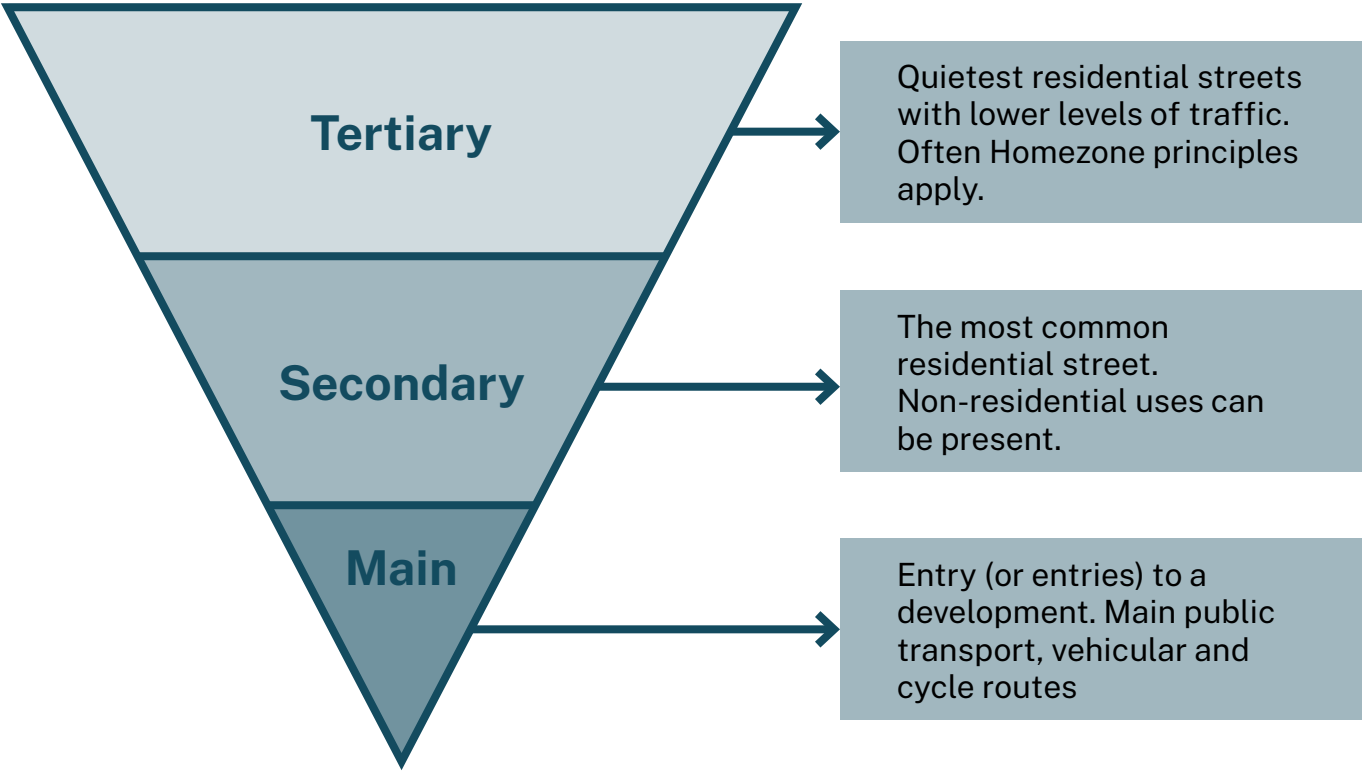 Tertiary
Quietest residential streets
with lower levels of traffic.
Often Homezone principles
apply.
Secondary
The most common
residential street.
Non-residential uses can
be present.
Main
Entry (or entries) to a
development. Main public
transport, vehicular and
cycle routes